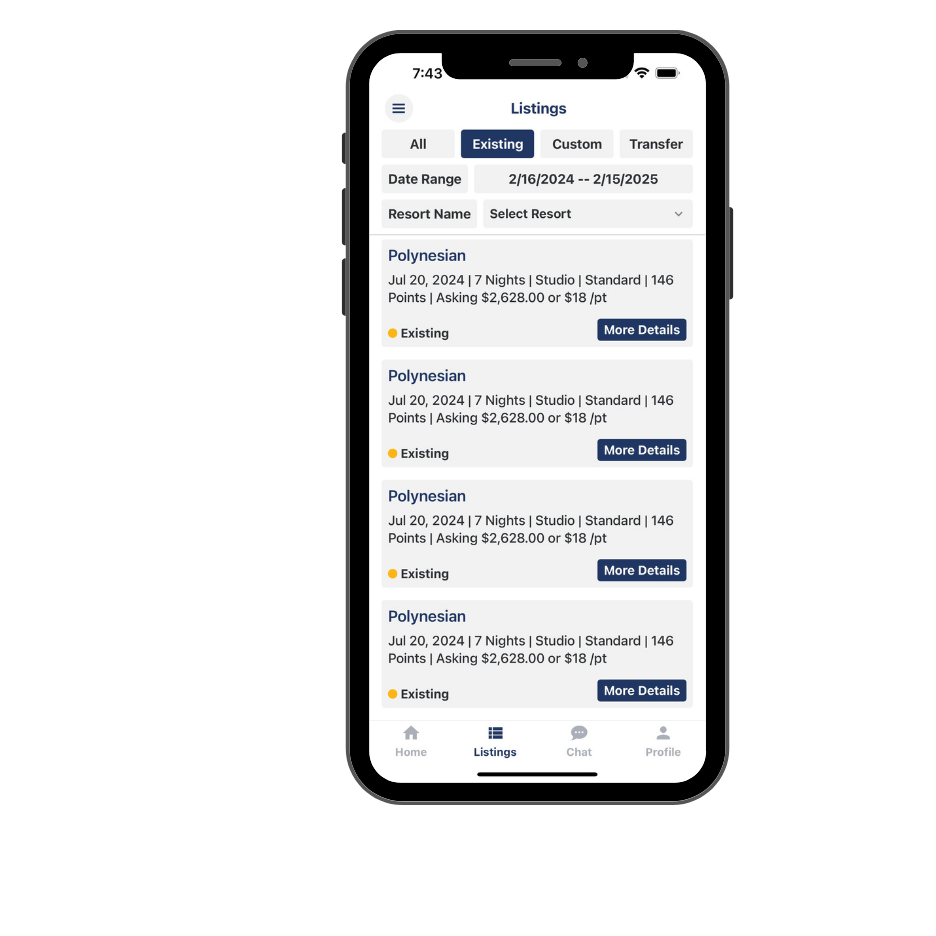 7:43
Listings
All Existing Custom Transfer
Date Range 2/16/2024 -- 2/15/2025
Resort Name Select Resort
Polynesian
Jul 20, 2024 | 7 Nights | Studio | Standard | 146
Points | Asking $2,628.00 or $18 /pt
Existing More Details
Polynesian
Jul 20, 2024 | 7 Nights | Studio | Standard | 146
Points | Asking $2,628.00 or $18 /pt
Existing More Details
Polynesian
Jul 20, 2024 | 7 Nights | Studio | Standard | 146
Points | Asking $2,628.00 or $18 /pt
Existing More Details
Polynesian
Jul 20, 2024 | 7 Nights | Studio | Standard | 146
Points | Asking $2,628.00 or $18 /pt
Existing More Details
Home Listings Chat Profile